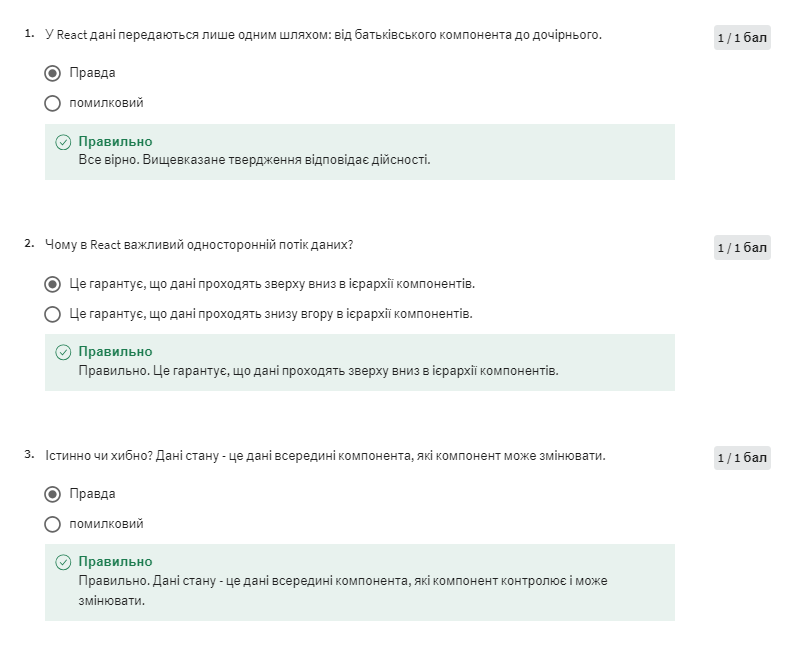 1. У React дані передаються лише одним шляхом: від батьківського компонента до дочірнього.
1 / 1 бал
Правда
помилковий
Правильно
Все вірно. Вищевказане твердження відповідає дійсності.
2. Чому в React важливий односторонній потік даних?
1 / 1 бал
Це гарантує, що дані проходять зверху вниз в ієрархії компонентів.
Це гарантує, що дані проходять знизу вгору в ієрархії компонентів.
Правильно
Правильно. Це гарантує, що дані проходять зверху вниз в ієрархії компонентів.
3. Істинно чи хибно? Дані стану - це дані всередині компонента, які компонент може змінювати.
1 / 1 бал
Правда
помилковий
Правильно
Правильно. Дані стану - це дані всередині компонента, які компонент контролює і може
змінювати.